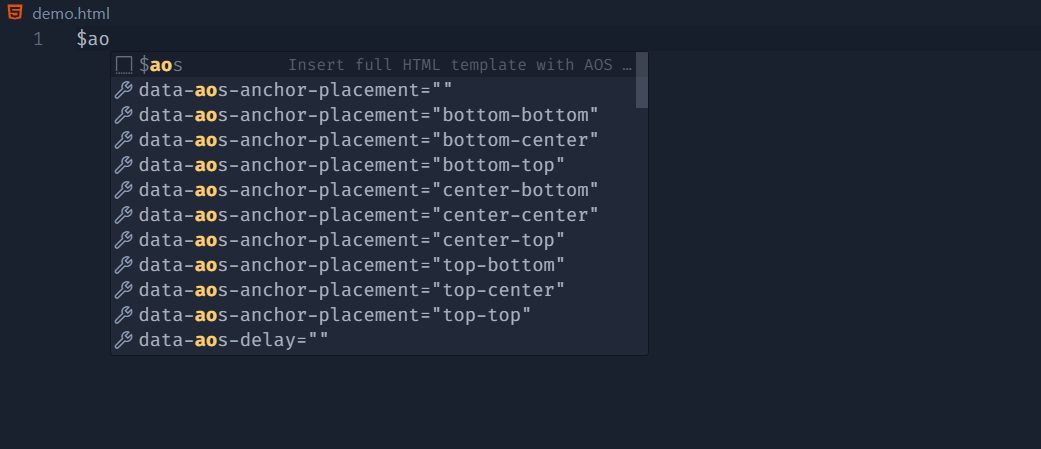 demo.html
1 $ao
$aos Insert full HTML template with AOS …
data-aos-anchor-placement=""
data-aos-anchor-placement="bottom-bottom"
data-aos-anchor-placement="bottom-center"
data-aos-anchor-placement="bottom-top"
data-aos-anchor-placement="center-bottom"
data-aos-anchor-placement="center-center"
data-aos-anchor-placement="center-top"
data-aos-anchor-placement="top-bottom"
data-aos-anchor-placement="top-center"
data-aos-anchor-placement="top-top"
data-aos-delay=""